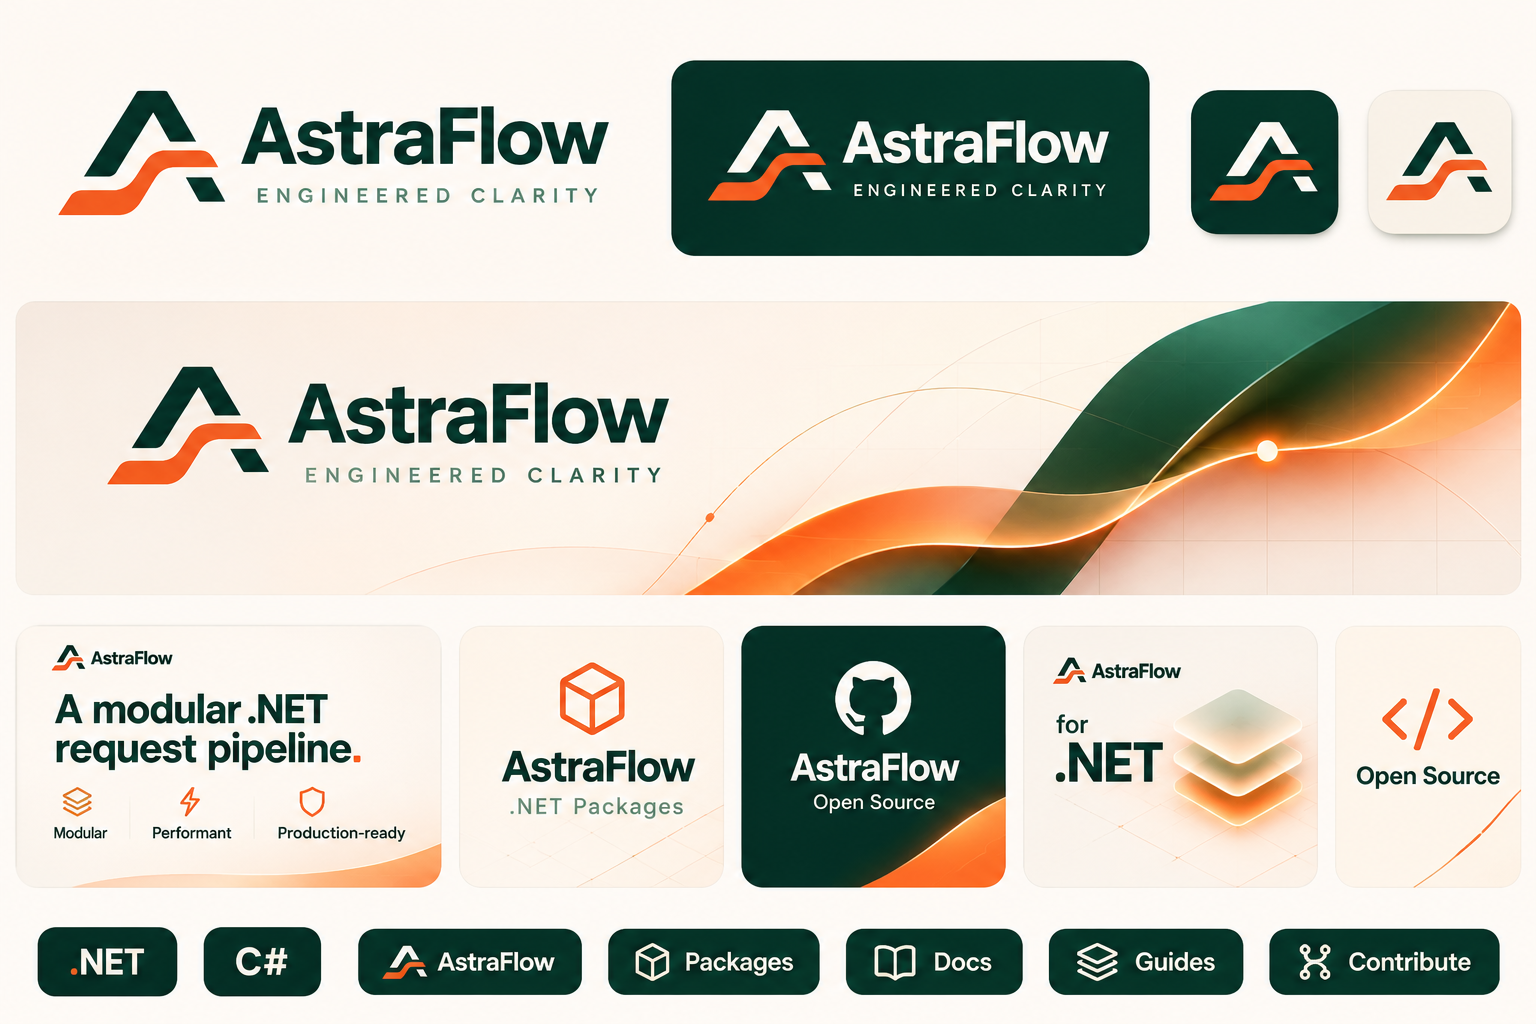 AstraFlow
ENGINEERED CLARITY
AstraFlow
ENGINEERED CLARITY
AstraFlow
ENGINEERED CLARITY
AstraFlow
A modular .NET
request pipeline.
Modular
Performant
Production-ready
AstraFlow
.NET Packages
AstraFlow
Open Source
AstraFlow
for
.NET
</>
Open Source
.NET
C#
AstraFlow
Packages
Docs
Guides
Contribute